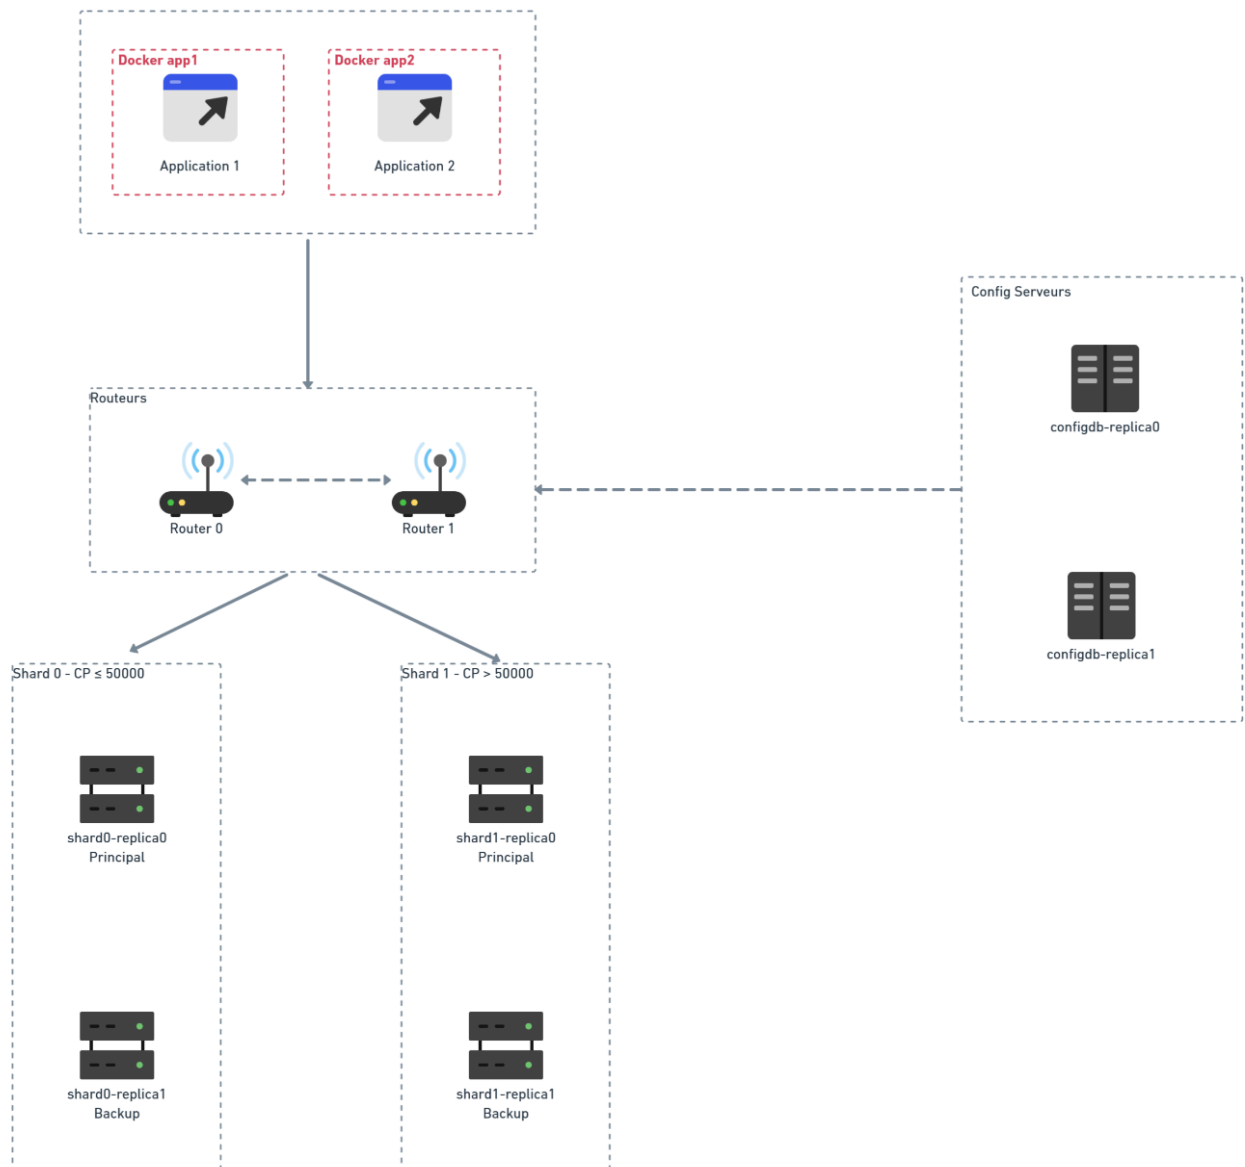 Docker app1
Docker app2
Application 1
Application 2
Config Serveurs
configdb-replica0
Routeurs
Router 0
Router 1
configdb-replica1
Shard 0 - CP ≤ 50000
Shard 1 - CP > 50000
shard0-replica0
Principal
shard1-replica0
Principal
shard0-replica1
Backup
shard1-replica1
Backup